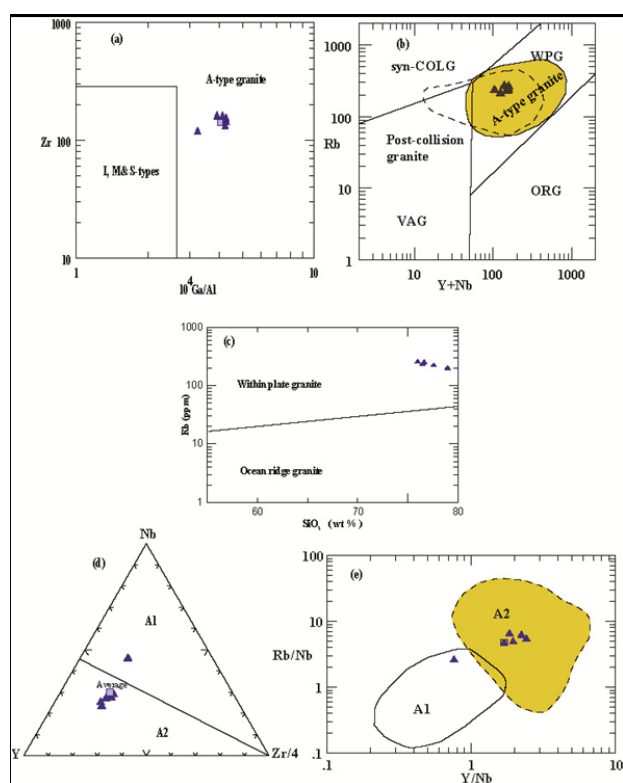 1000
(a)
A-type granite
Zr
100
I, M& S-types
10
1
10
10⁴Ga/Al
(b)
1000
syn-COLG
WPG
A-type granite
Rb
100
Post-collision
granite
10
VAG
ORG
1
10
100
1000
Y+Nb
(c)
1000
Rb (ppm)
100
Within plate granite
10
Ocean ridge granite
1
60
70
80
SiO₂ (wt %)
(d)
Nb
A1
Average
A2
Y
Zr/4
(e)
100
A2
10
Rb/Nb
1
A1
.1
.1
1
10
Y/Nb